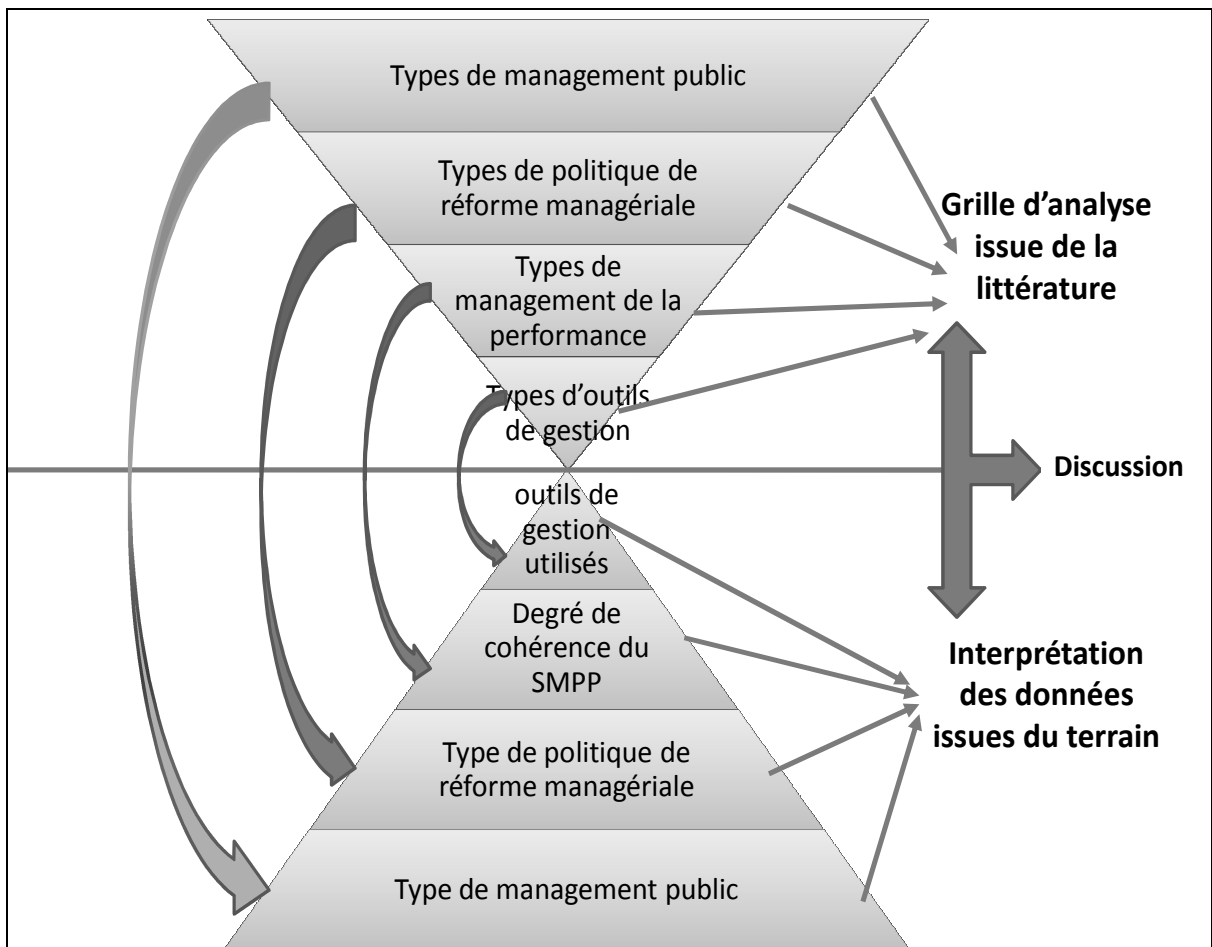 Types de management public
Types de politique de
réforme managériale
Types de
management de la
performance
Types d’outils
de gestion
Grille d’analyse
issue de la
littérature
Discussion
outils de
gestion
utilisés
Degré de
cohérence du
SMPP
Type de politique de
réforme managériale
Type de management public
Interprétation
des données
issues du terrain